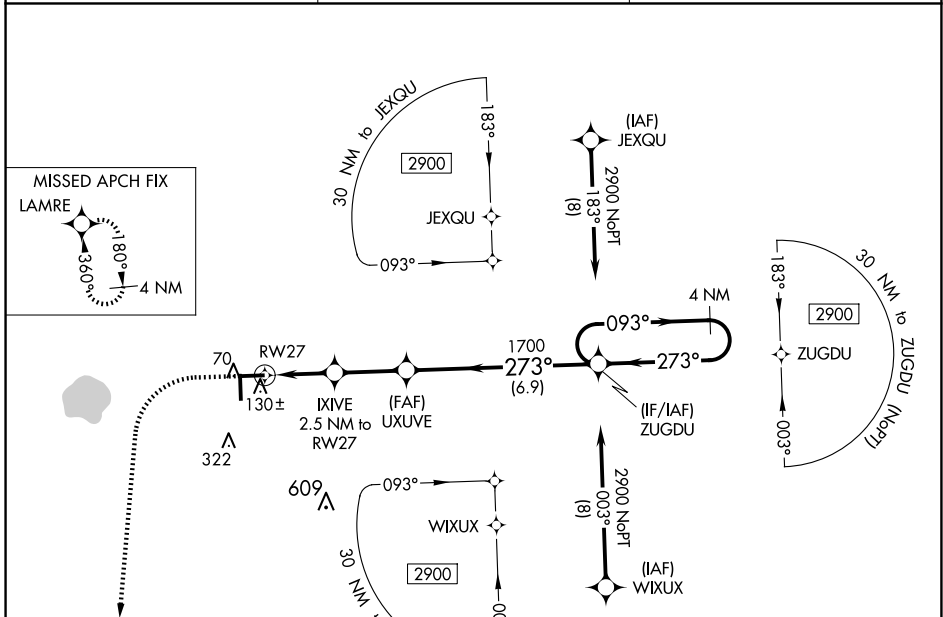 30 NM to JEXQU
183°
2900
JEXQU
093°
(IAF)
JEXQU
2900 NoPT
183°
(8)
MISSED APCH FIX
LAMRE
180°
360°
4 NM
30 NM to ZUGDU (NoPT)
183°
2900
ZUGDU
003°
4 NM
093°
273°
1700
273°
(6.9)
(IF/IAF)
ZUGDU
70
RW27
130±
IXIVE
2.5 NM to
RW27
(FAF)
UXUVE
322
609
093°
WIXUX
2900
30 NM
2900 NoPT
003°
(8)
(IAF)
WIXUX